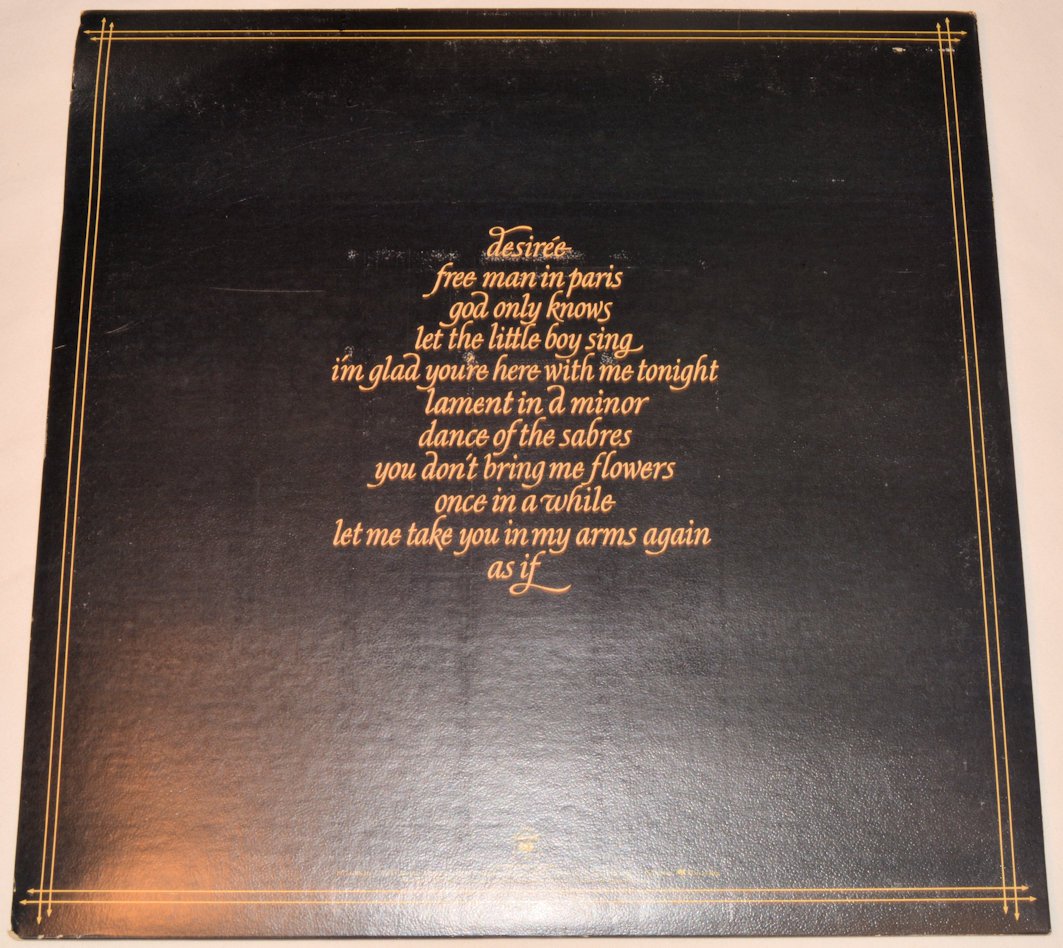 desirée
free man in paris
god only knows
let the little boy sing
i'm glad you're here with me tonight
lament in d minor
dance of the sabres
you don't bring me flowers
once in a while
let me take you in my arms again
as if